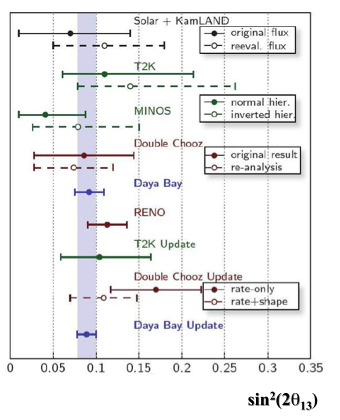 Solar + KamLAND
original flux
reeval. flux
T2K
normal hier.
inverted hier.
MINOS
Double Chooz
original result
re-analysis
Daya Bay
RENO
T2K Update
Double Chooz Update
rate-only
rate+shape
Daya Bay Update
0 0.05 0.1 0.15 0.2 0.25 0.3 0.35
sin²(2θ₁₃)